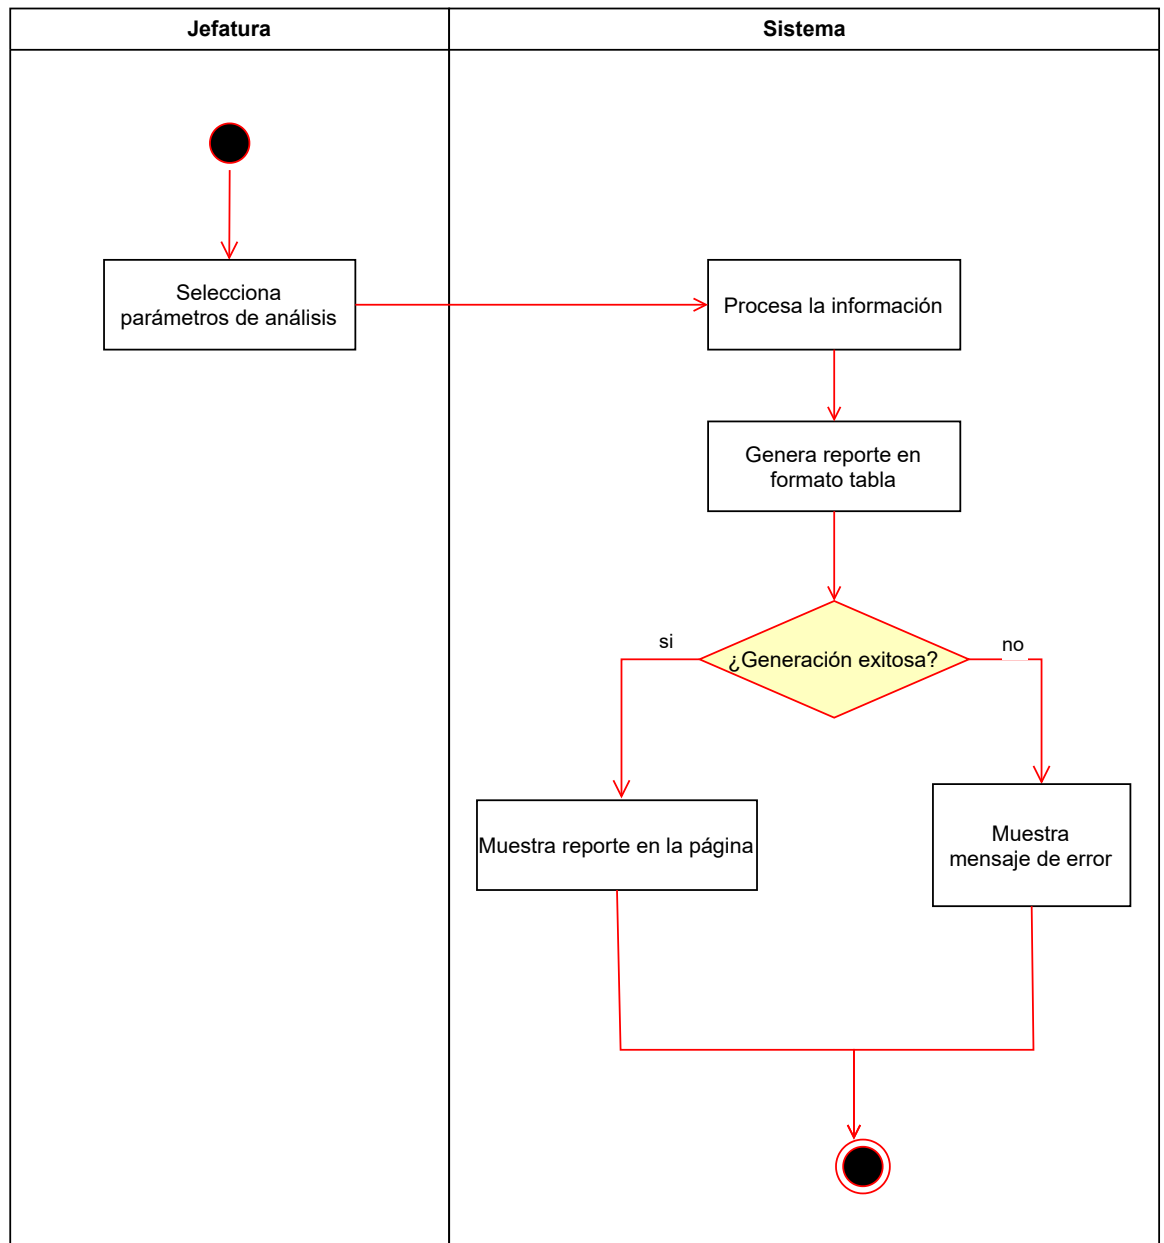 Jefatura
Sistema
Selecciona
parámetros de análisis
Procesa la información
Genera reporte en
formato tabla
¿Generación exitosa?
si
no
Muestra reporte en la página
Muestra
mensaje de error